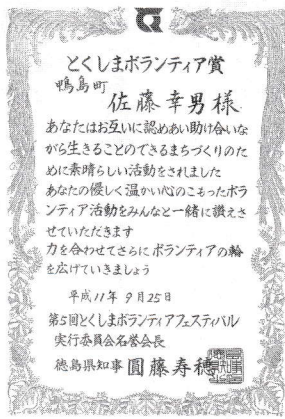 とくしまボランティア賞
鴨島町
佐藤幸男様
あなたはお互いに認めあい助け合いな
がら生きることのできるまちづくりのた
めに素晴らしい活動をされました
あなたの優しく温かい心のこもったボラ
ンティア活動をみんなと一緒に讃えさ
せていただきます
力を合わせてさらにボランティアの輪
を広げていきましょう
平成11年9月25日
第5回とくしまボランティアフェスティバル
実行委員会名誉会長
徳島県知事 圓藤寿穂